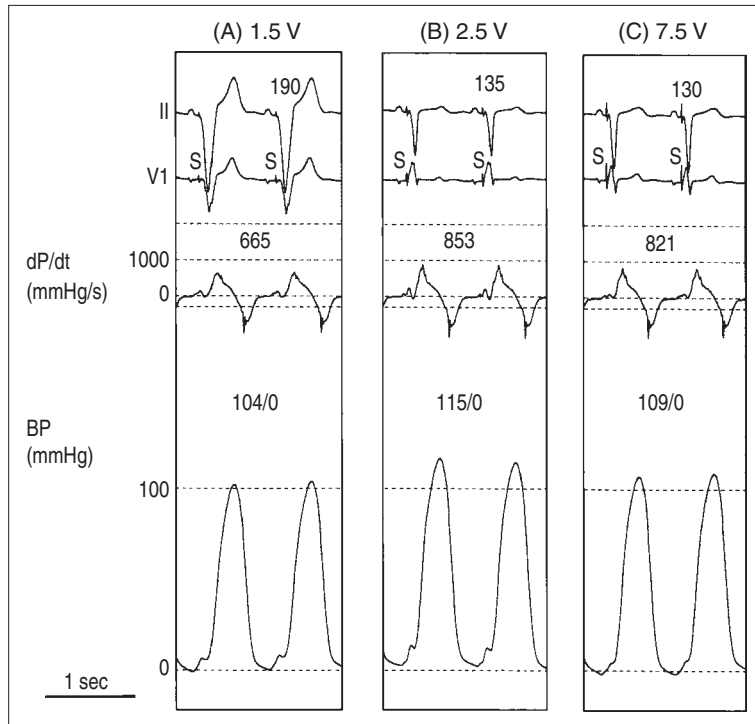 (A) 1.5 V (B) 2.5 V (C) 7.5 V
190 135 130
II
S S S S S S
V1
665 853 821
dP/dt 1000
(mmHg/s) 0
104/0 115/0 109/0
BP
(mmHg)
100
0
1 sec